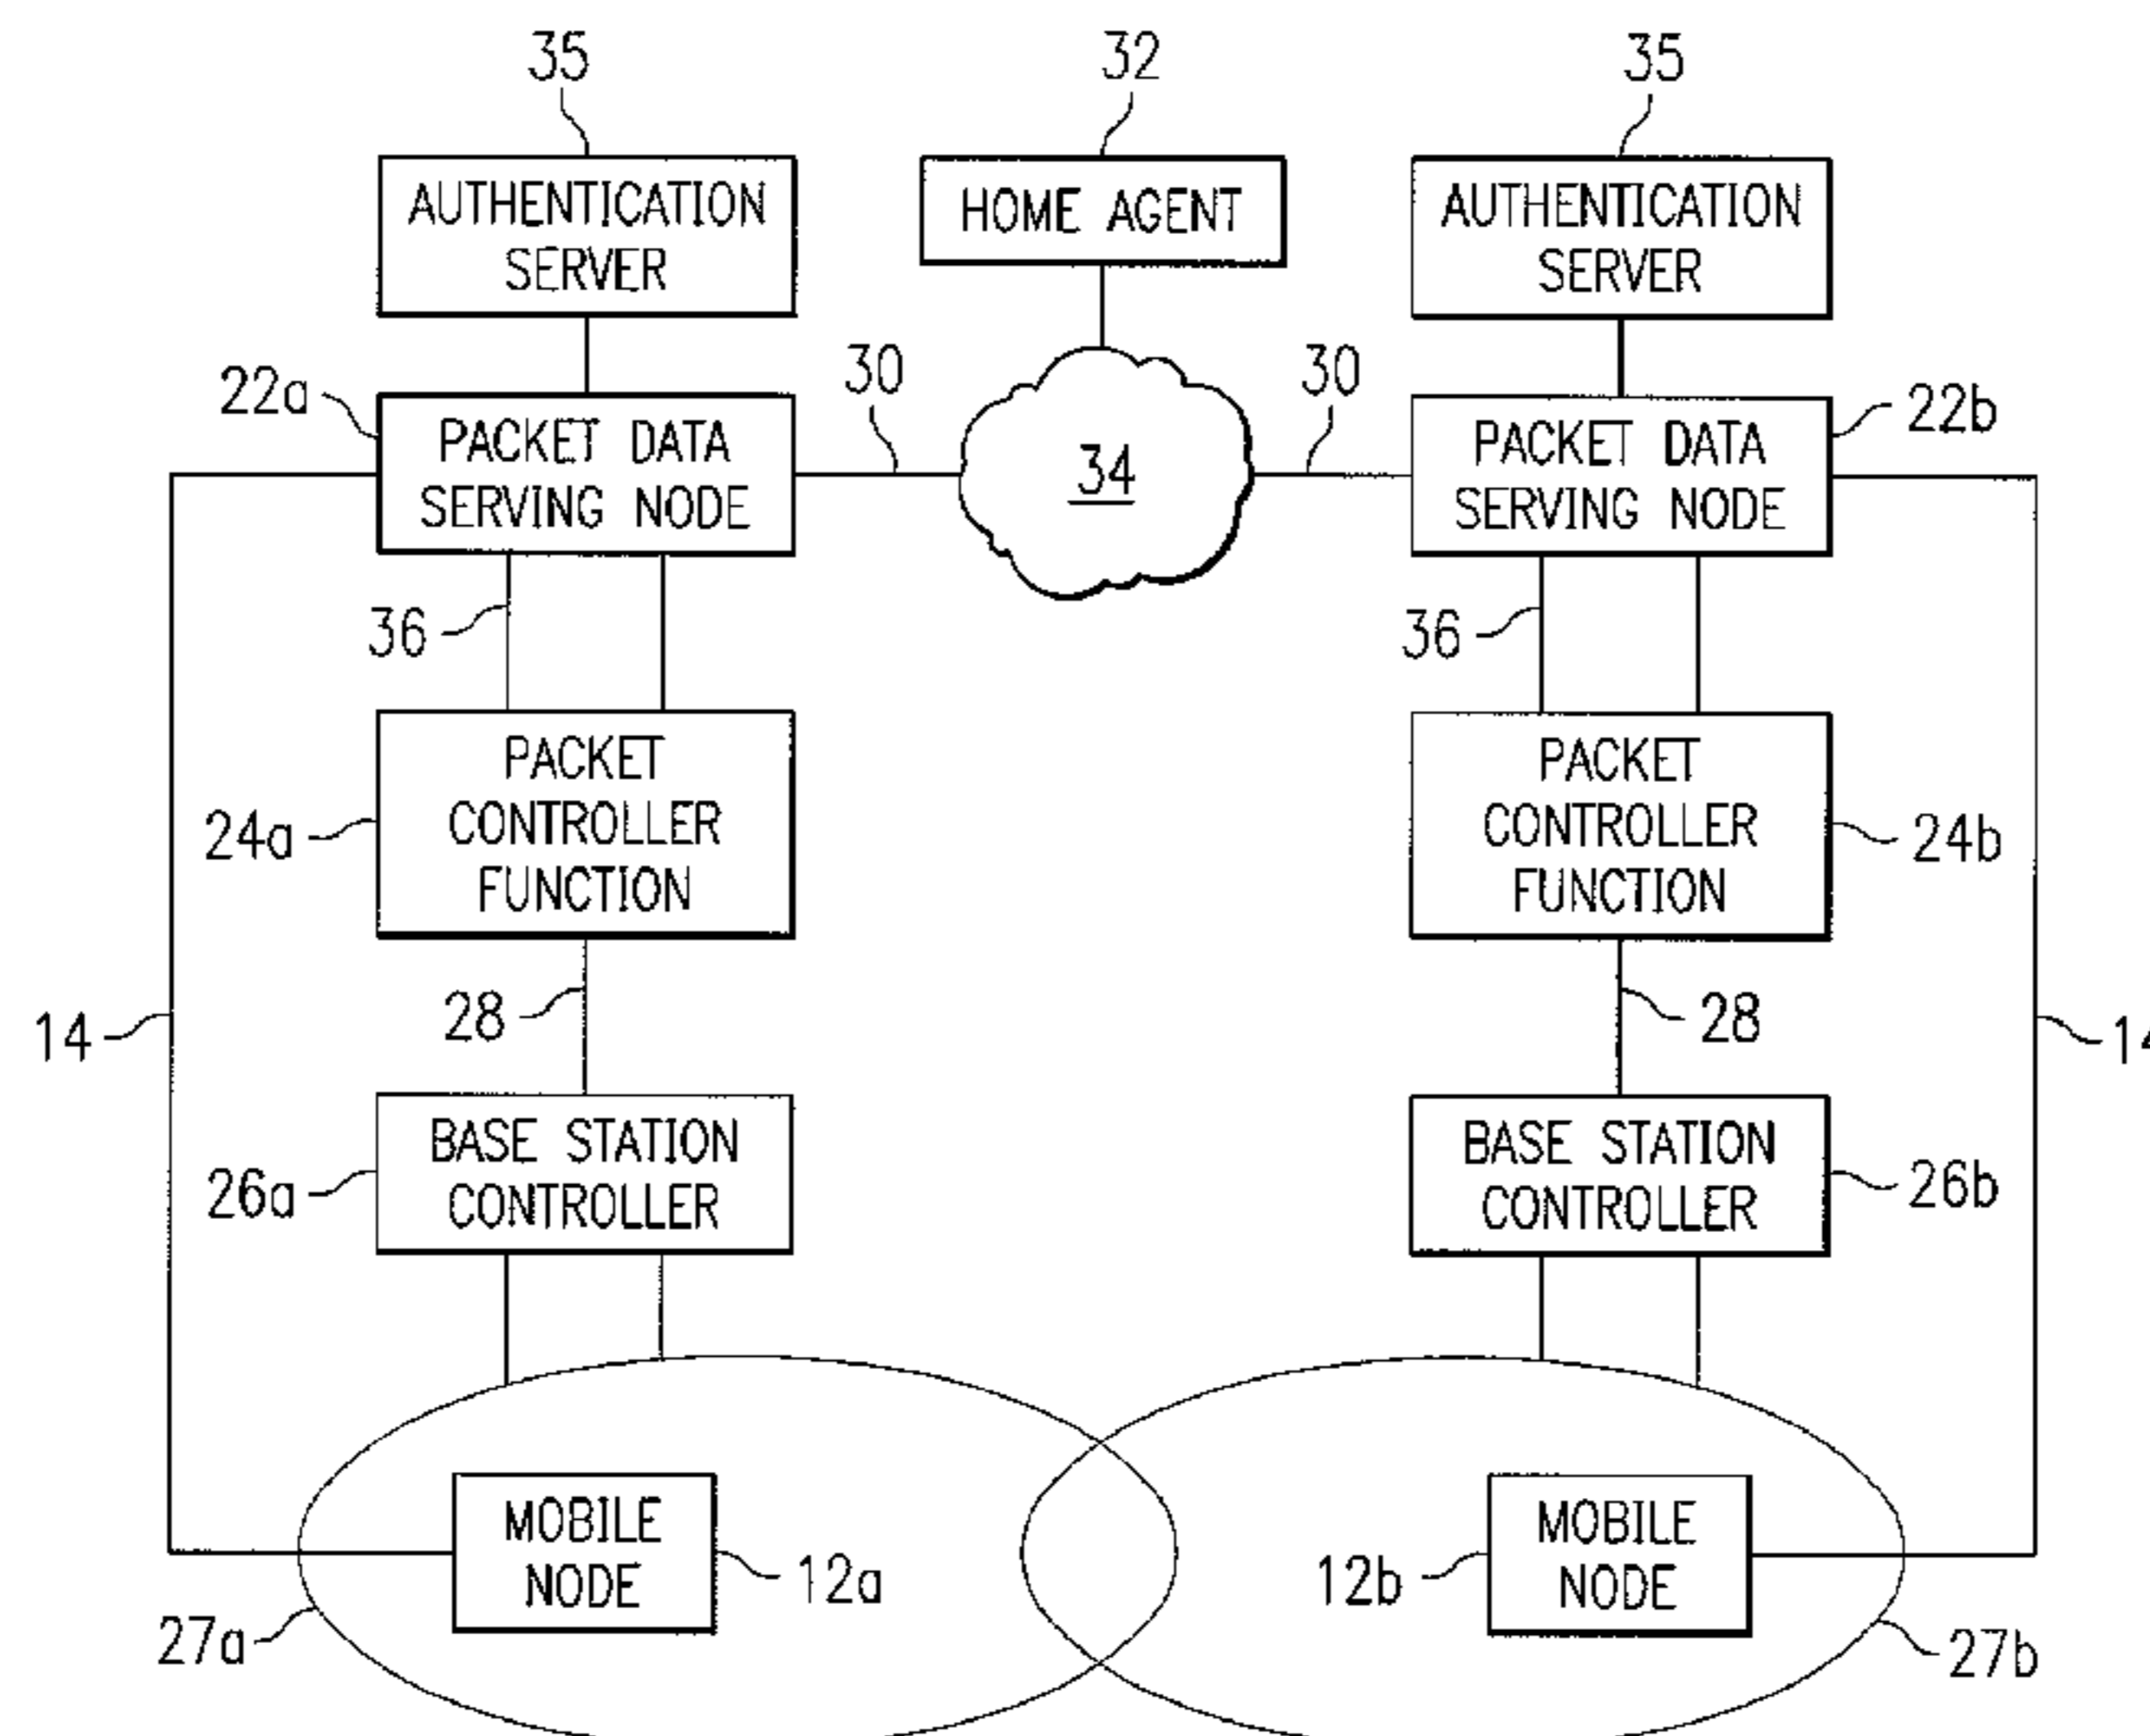 35
32
35
AUTHENTICATION
SERVER
HOME AGENT
AUTHENTICATION
SERVER
22a
PACKET DATA
SERVING NODE
30
34
30
PACKET DATA
SERVING NODE
22b
36
36
24a
PACKET
CONTROLLER
FUNCTION
PACKET
CONTROLLER
FUNCTION
24b
14
28
28
14
26a
BASE STATION
CONTROLLER
BASE STATION
CONTROLLER
26b
MOBILE
NODE
12a
12b
MOBILE
NODE
27a
27b